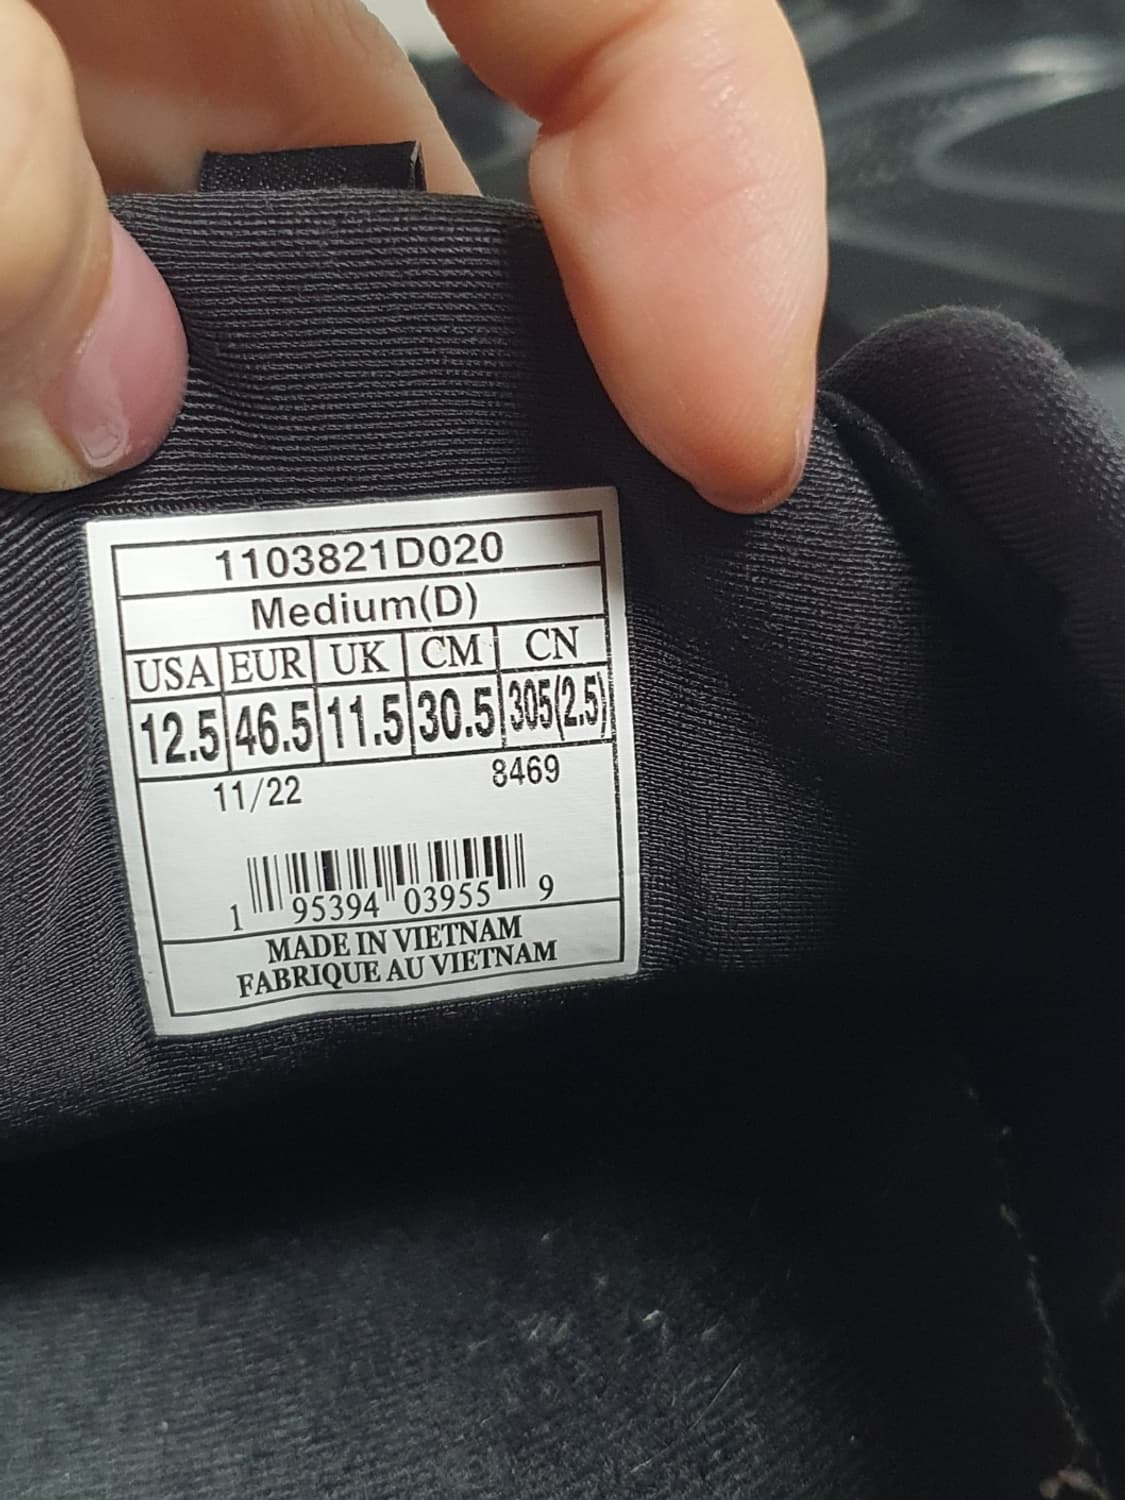 1103821D020
Medium(D)
USA EUR UK CM CN
12.5 46.5 11.5 30.5 305(2.5)
11/22 8469
1 95394 03955 9
MADE IN VIETNAM
FABRIQUE AU VIETNAM